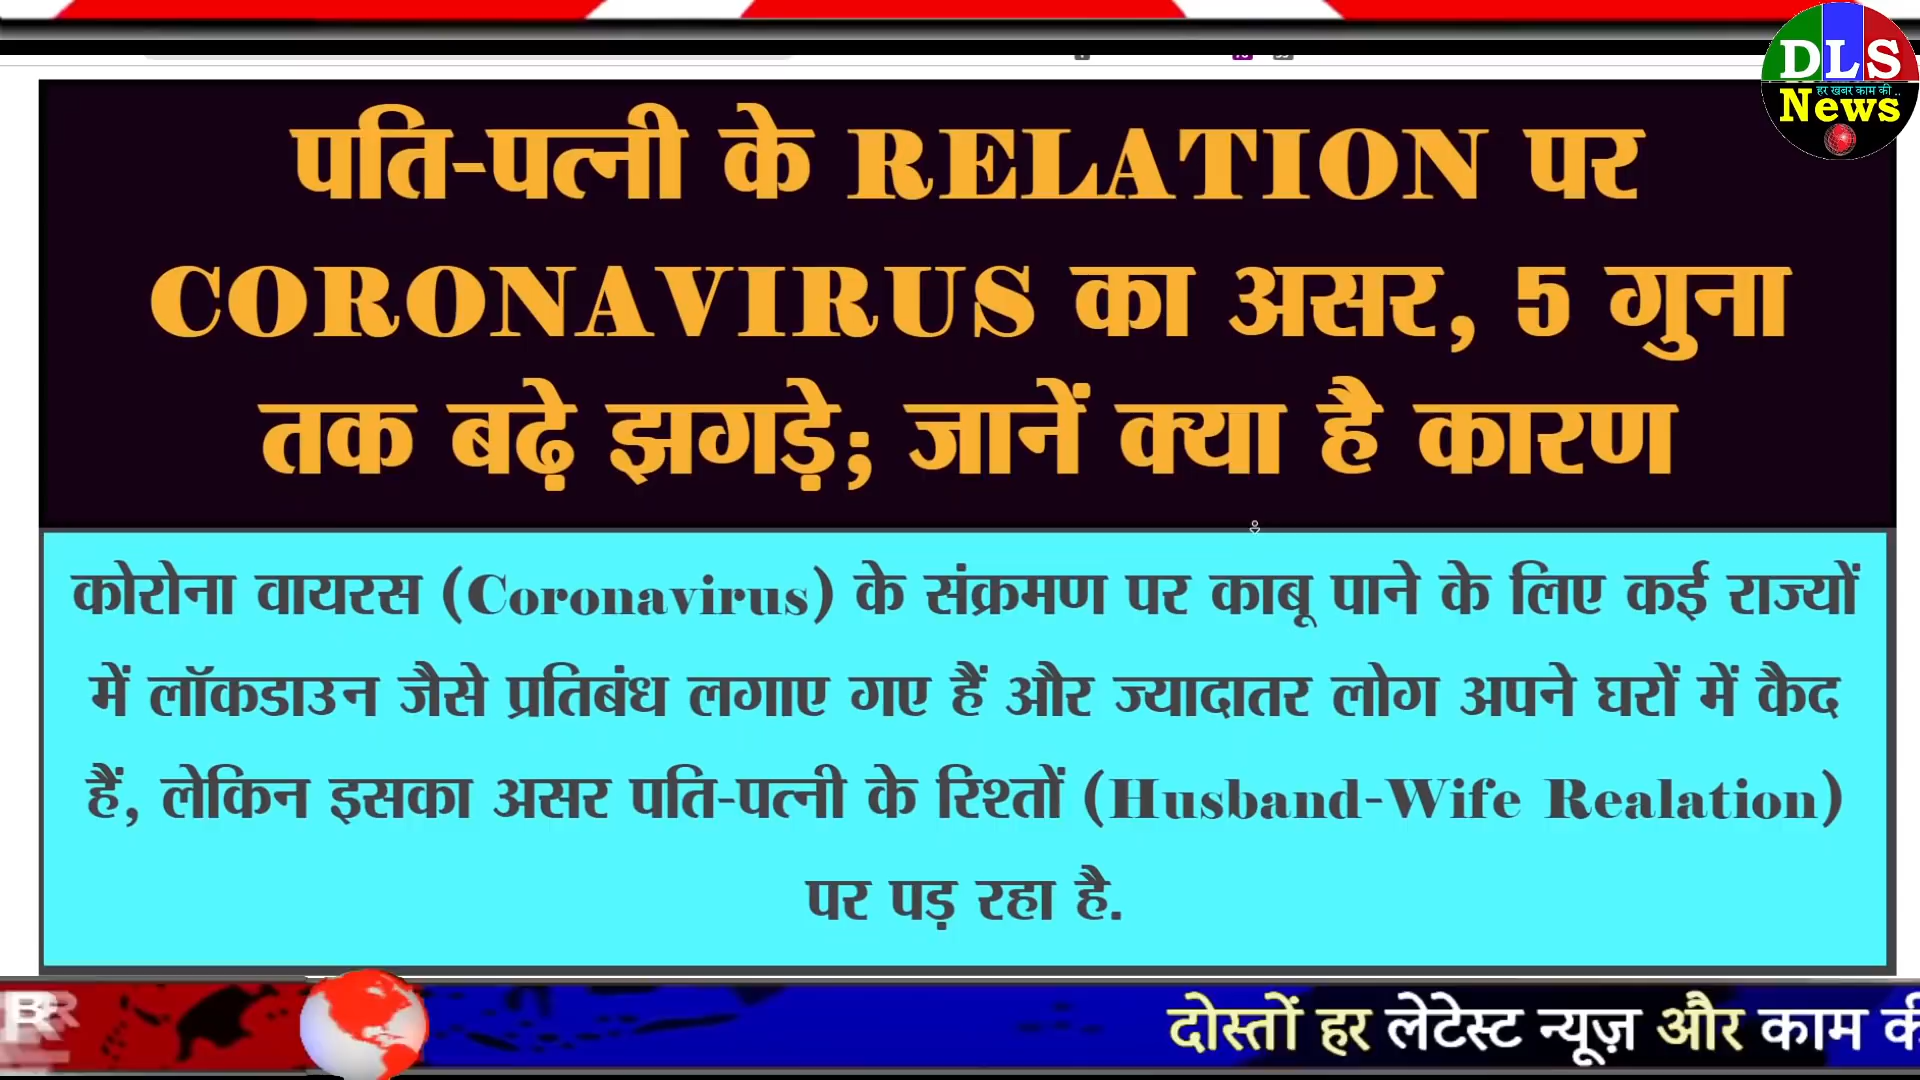 DLS
हर खबर काम की ..
News
पति-पत्नी के RELATION पर
CORONAVIRUS का असर, 5 गुना
तक बढ़े झगड़े; जानें क्या है कारण
कोरोना वायरस (Coronavirus) के संक्रमण पर काबू पाने के लिए कई राज्यों
में लॉकडाउन जैसे प्रतिबंध लगाए गए हैं और ज्यादातर लोग अपने घरों में कैद
हैं, लेकिन इसका असर पति-पत्नी के रिश्तों (Husband-Wife Realation)
पर पड़ रहा है.
दोस्तों हर लेटेस्ट न्यूज़ और काम की